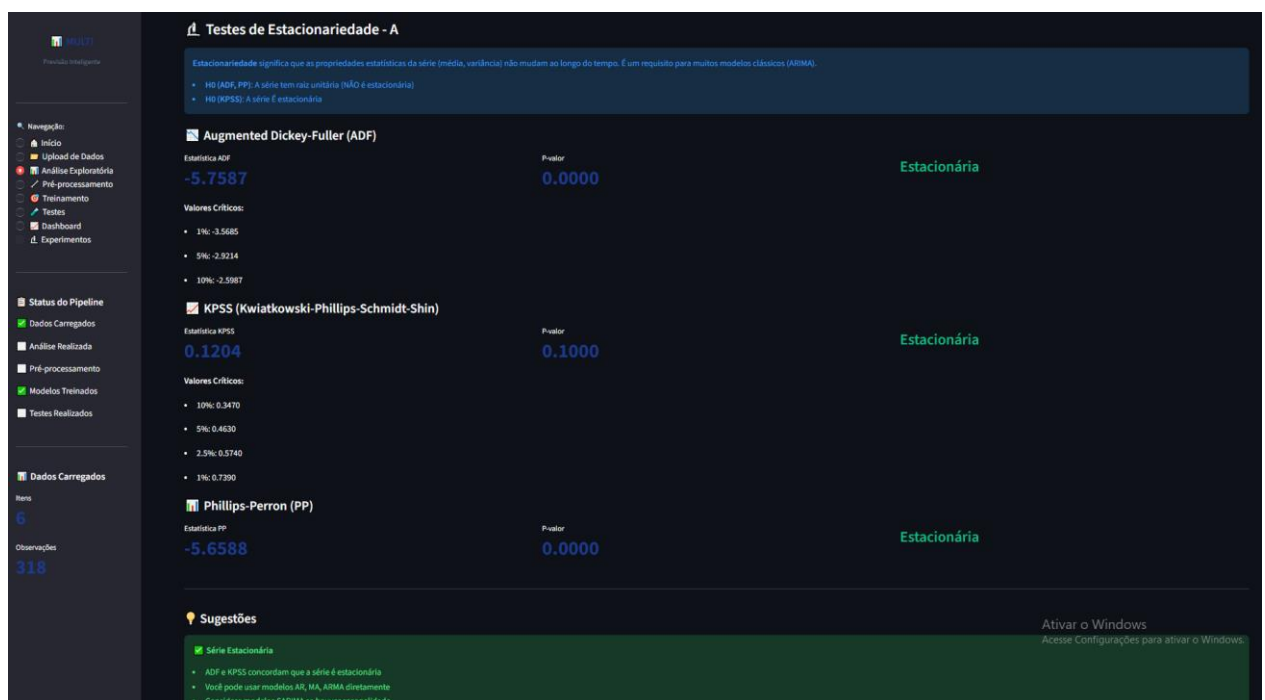 MULTI
Previsão Inteligente
Navegação:
Início
Upload de Dados
Análise Exploratória
Pré-processamento
Treinamento
Testes
Dashboard
Experimentos
Status do Pipeline
Dados Carregados
Análise Realizada
Pré-processamento
Modelos Treinados
Testes Realizados
Dados Carregados
Itens
6
Observações
318
Testes de Estacionariedade - A
Estacionariedade significa que as propriedades estatísticas da série (média, variância) não mudam ao longo do tempo. É um requisito para muitos modelos clássicos (ARIMA).
• H0 (ADF, PP): A série tem raiz unitária (NÃO é estacionária)
• H0 (KPSS): A série É estacionária
Augmented Dickey-Fuller (ADF)
Estatística ADF
-5.7587
P-valor
0.0000
Estacionária
Valores Críticos:
• 1%: -3.5685
• 5%: -2.9214
• 10%: -2.5987
KPSS (Kwiatkowski-Phillips-Schmidt-Shin)
Estatística KPSS
0.1204
P-valor
0.1000
Estacionária
Valores Críticos:
• 10%: 0.3470
• 5%: 0.4630
• 2.5%: 0.5740
• 1%: 0.7390
Phillips-Perron (PP)
Estatística PP
-5.6588
P-valor
0.0000
Estacionária
Sugestões
Série Estacionária
• ADF e KPSS concordam que a série é estacionária
• Você pode usar modelos AR, MA, ARMA diretamente
Ativar o Windows
Acesse Configurações para ativar o Windows.